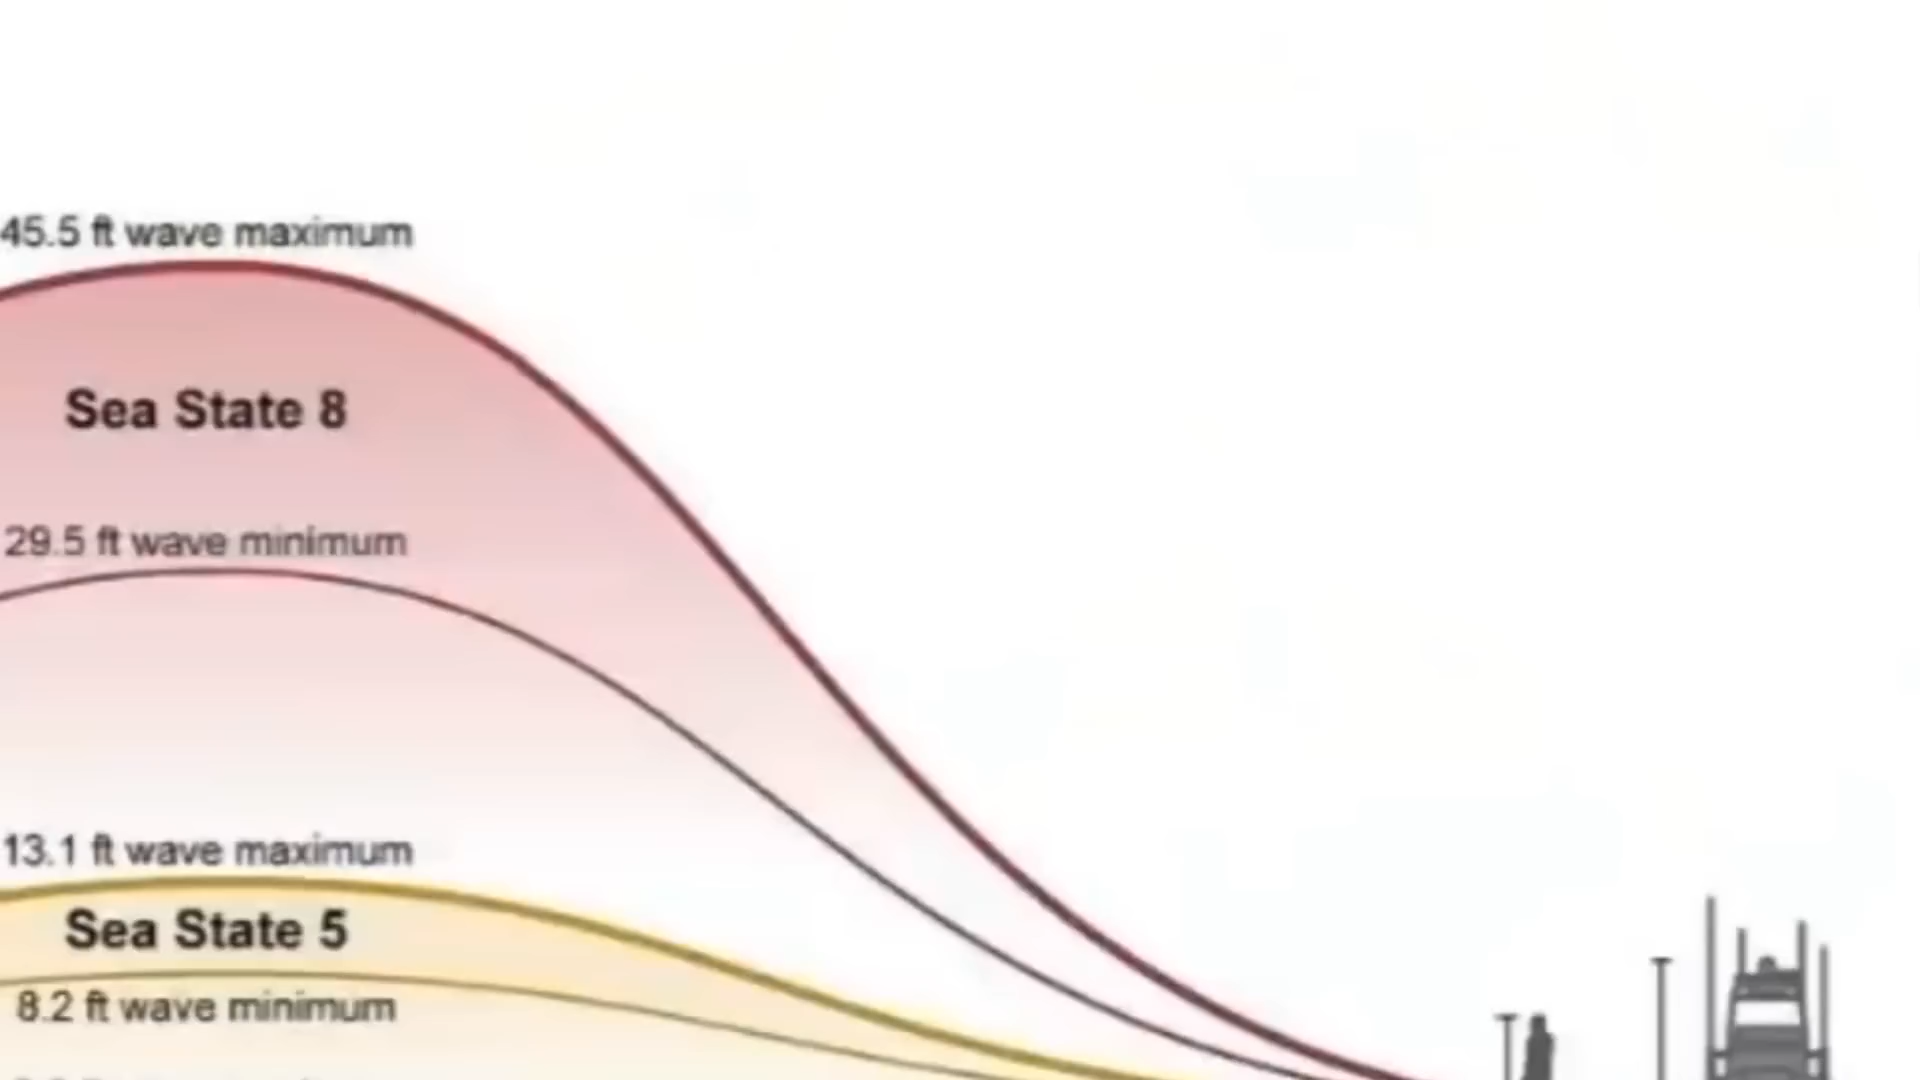 45.5 ft wave maximum
Sea State 8
29.5 ft wave minimum
13.1 ft wave maximum
Sea State 5
8.2 ft wave minimum